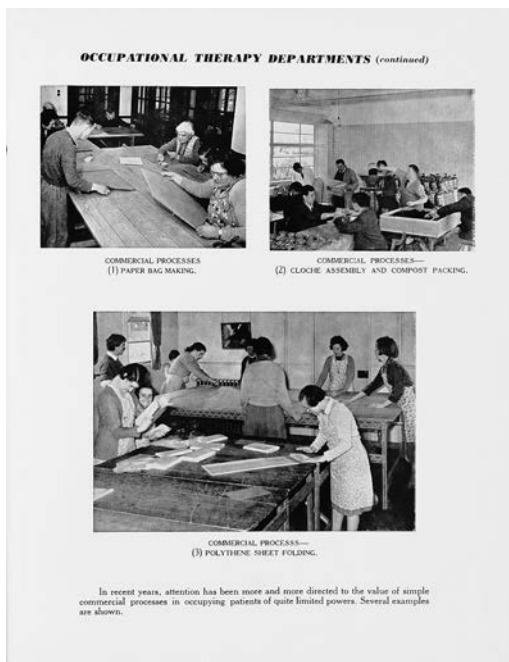 OCCUPATIONAL THERAPY DEPARTMENTS (continued)
COMMERCIAL PROCESSES
(1) PAPER BAG MAKING.
COMMERCIAL PROCESSES—
(2) CLOCHE ASSEMBLY AND COMPOST PACKING.
COMMERCIAL PROCESSS—
(3) POLYTHENE SHEET FOLDING.
In recent years, attention has been more and more directed to the value of simple
commercial processes in occupying patients of quite limited powers. Several examples
are shown.